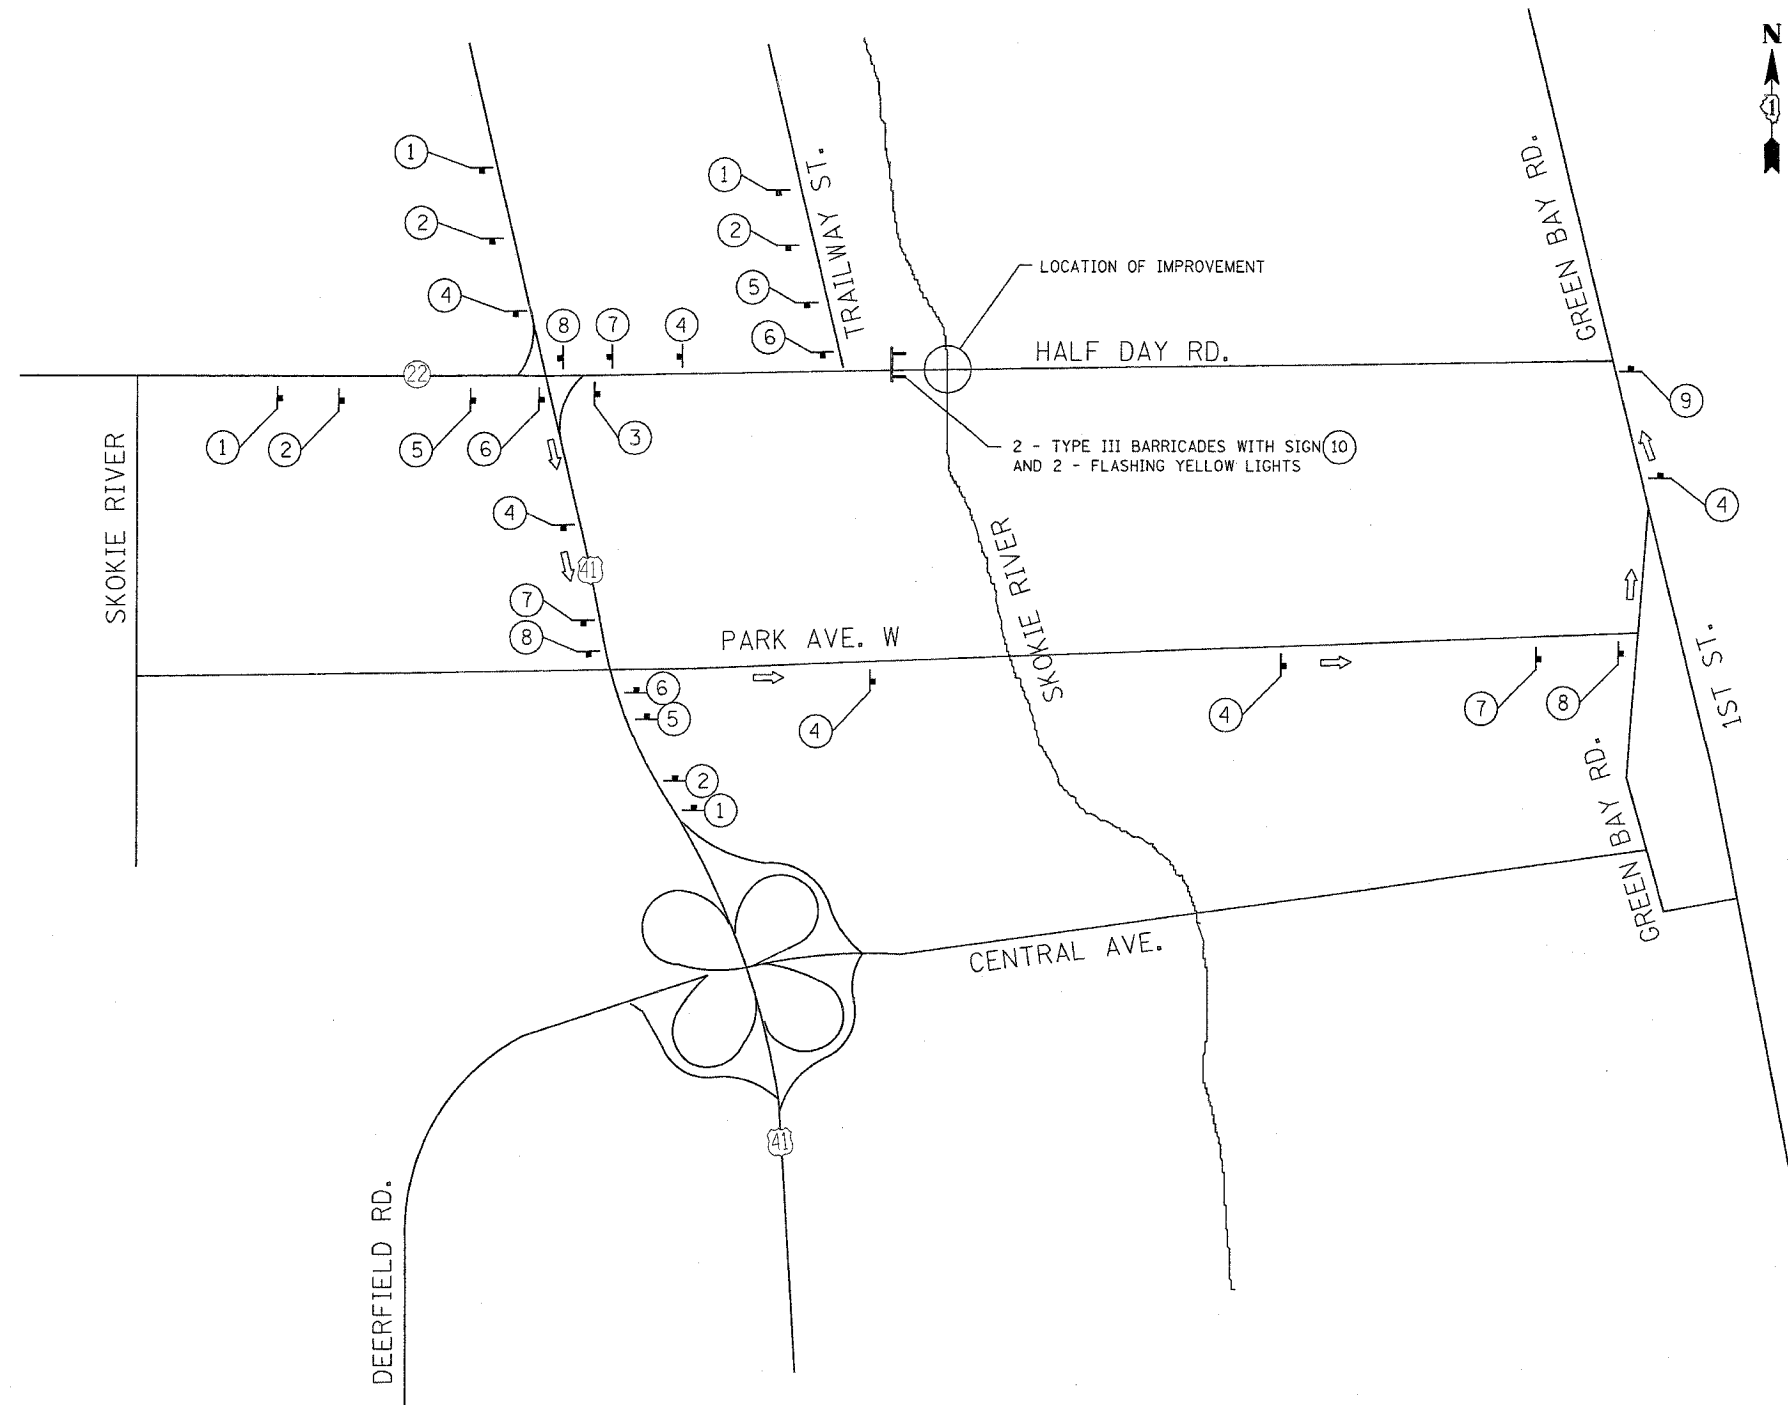 N
1
1
1
2
2
4
5
6
8
7
4
TRAILWAY ST.
LOCATION OF IMPROVEMENT
GREEN BAY RD.
HALF DAY RD.
22
9
1
2
5
6
3
2 - TYPE III BARRICADES WITH SIGN 10
AND 2 - FLASHING YELLOW LIGHTS
4
SKOKIE RIVER
4
41
7
8
PARK AVE. W
SKOKIE RIVER
1ST ST.
6
5
4
4
7
8
2
1
GREEN BAY RD.
CENTRAL AVE.
41
DEERFIELD RD.